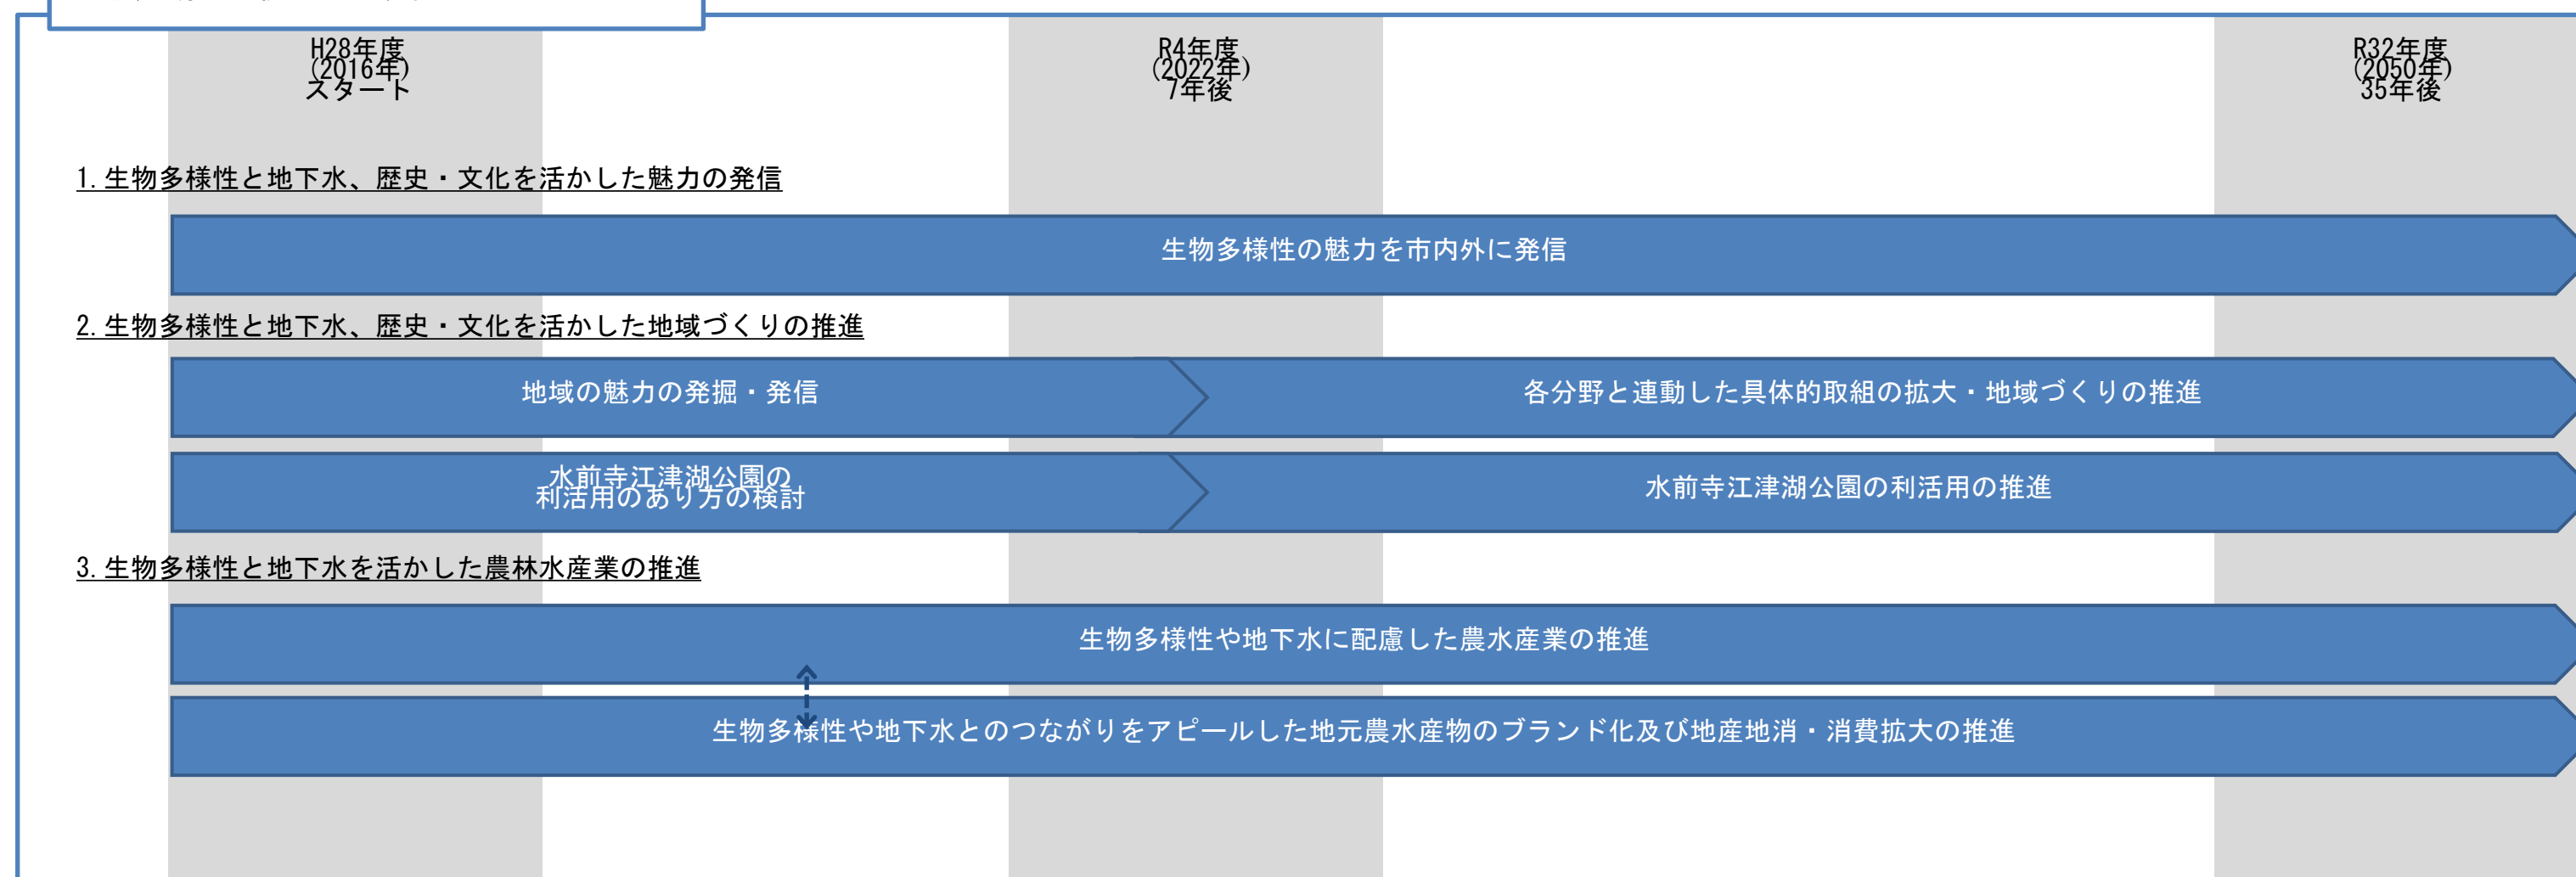 H28年度
(2016年)
スタート
R4年度
(2022年)
7年後
R32年度
(2050年)
35年後
1.生物多様性と地下水、歴史・文化を活かした魅力の発信
生物多様性の魅力を市内外に発信
2.生物多様性と地下水、歴史・文化を活かした地域づくりの推進
地域の魅力の発掘・発信
各分野と連動した具体的取組の拡大・地域づくりの推進
水前寺江津湖公園の
利活用のあり方の検討
水前寺江津湖公園の利活用の推進
3.生物多様性と地下水を活かした農林水産業の推進
生物多様性や地下水に配慮した農水産業の推進
生物多様性や地下水とのつながりをアピールした地元農水産物のブランド化及び地産地消・消費拡大の推進